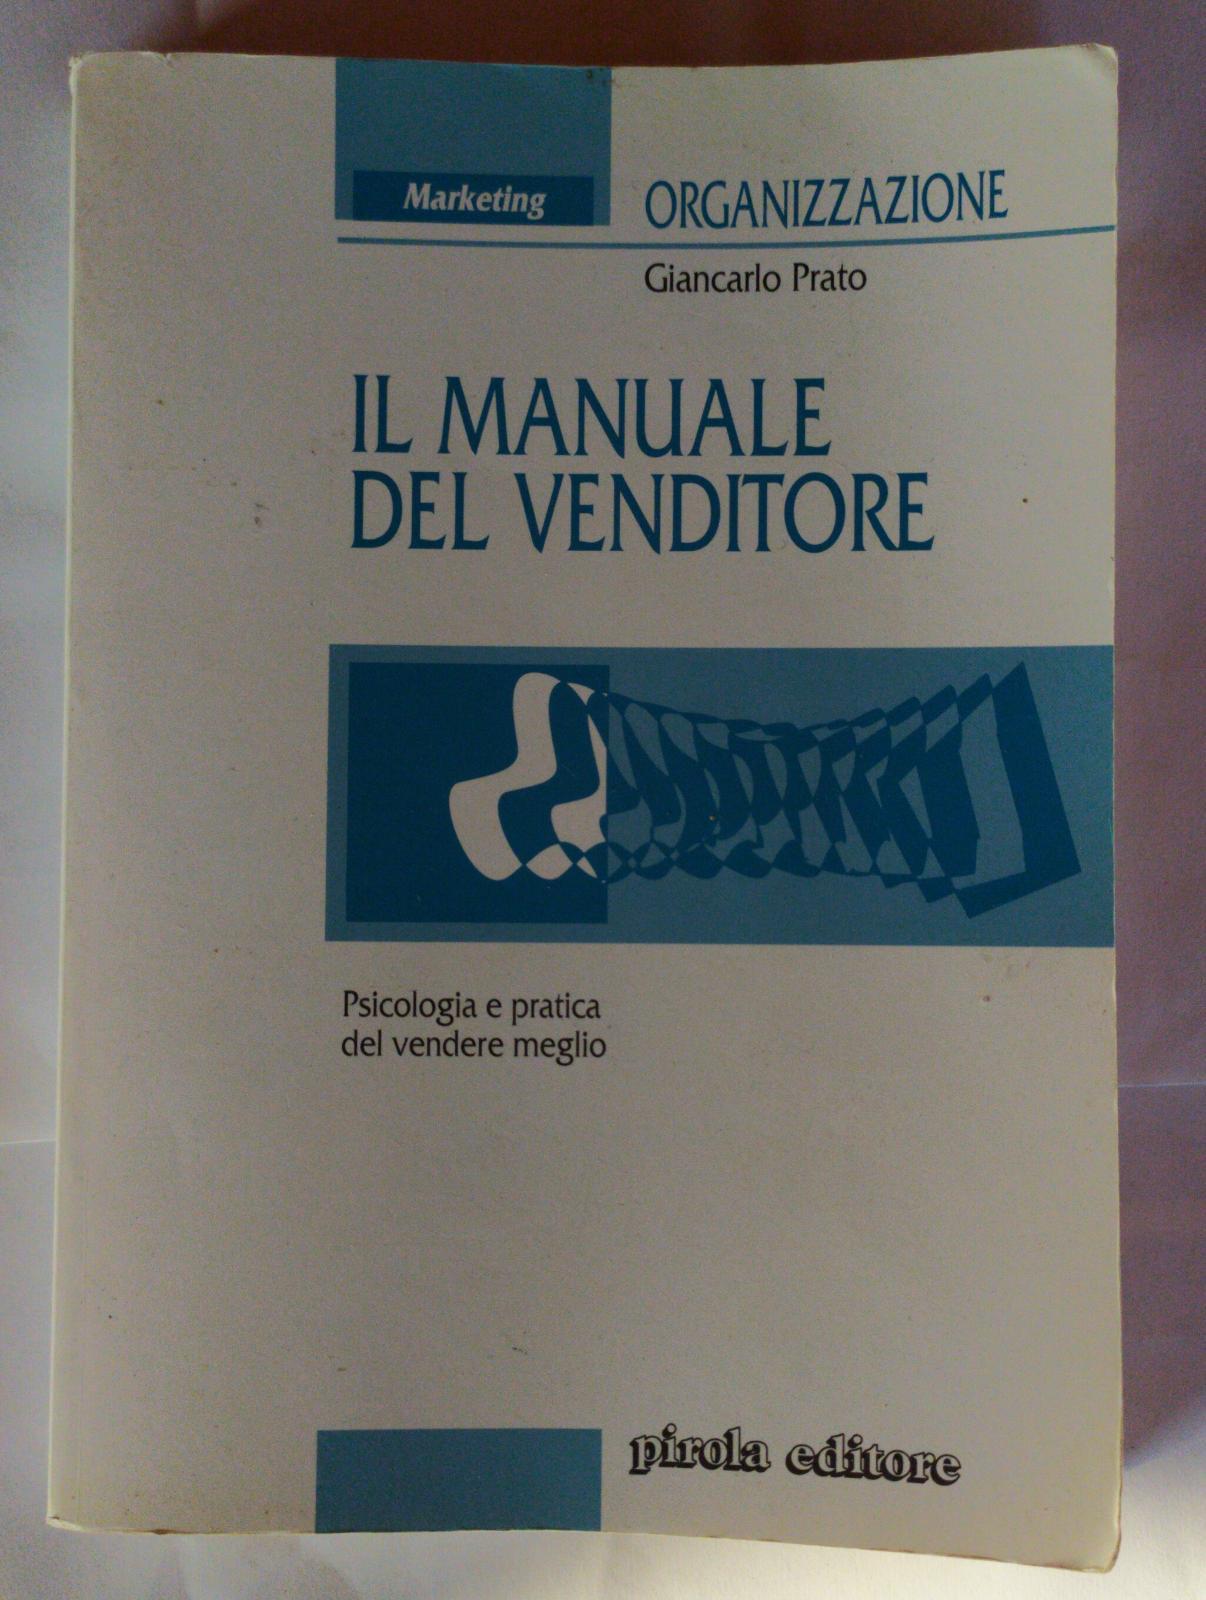 Marketing
ORGANIZZAZIONE
Giancarlo Prato
IL MANUALE
DEL VENDITORE
Psicologia e pratica
del vendere meglio
pirola editore